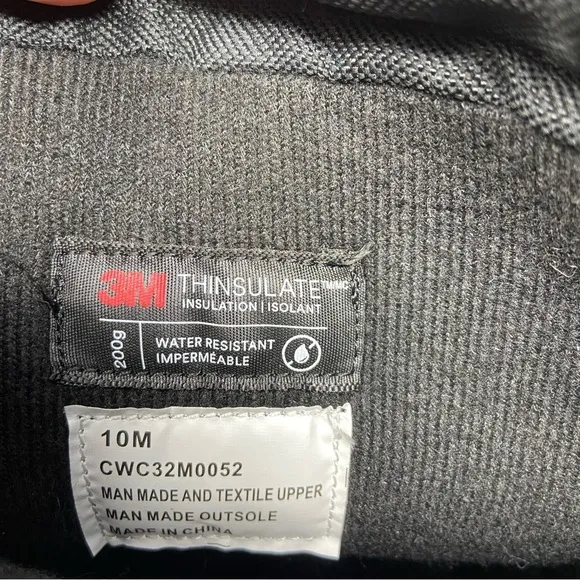 3M THINSULATE™MC
INSULATION | ISOLANT
200g
WATER RESISTANT
IMPERMÉABLE
10M
CWC32M0052
MAN MADE AND TEXTILE UPPER
MAN MADE OUTSOLE
MADE IN CHINA